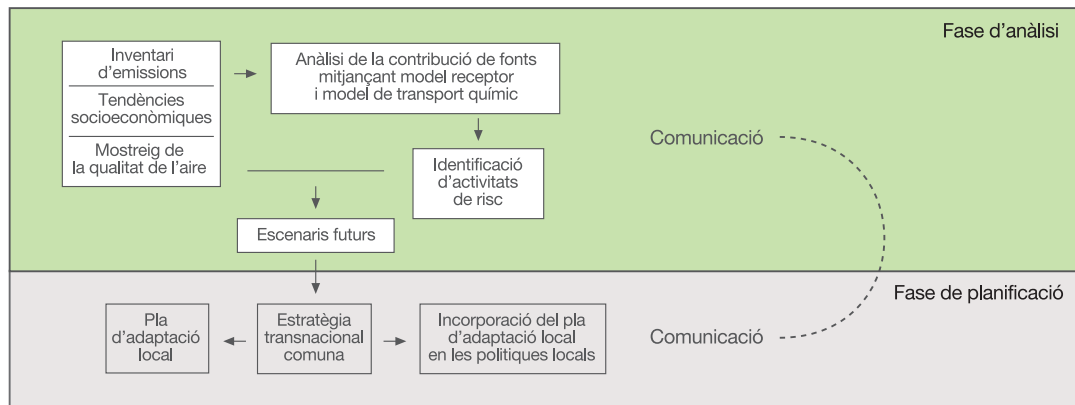 Fase d'anàlisi
Inventari
d'emissions
Tendències
socioeconòmiques
Mostreig de
la qualitat de l'aire
Anàlisi de la contribució de fonts
mitjançant model receptor
i model de transport químic
Identificació
d'activitats
de risc
Comunicació
Escenaris futurs
Fase de planificació
Pla
d'adaptació
local
Estratègia
transnacional
comuna
Incorporació del pla
d'adaptació local
en les politiques locals
Comunicació